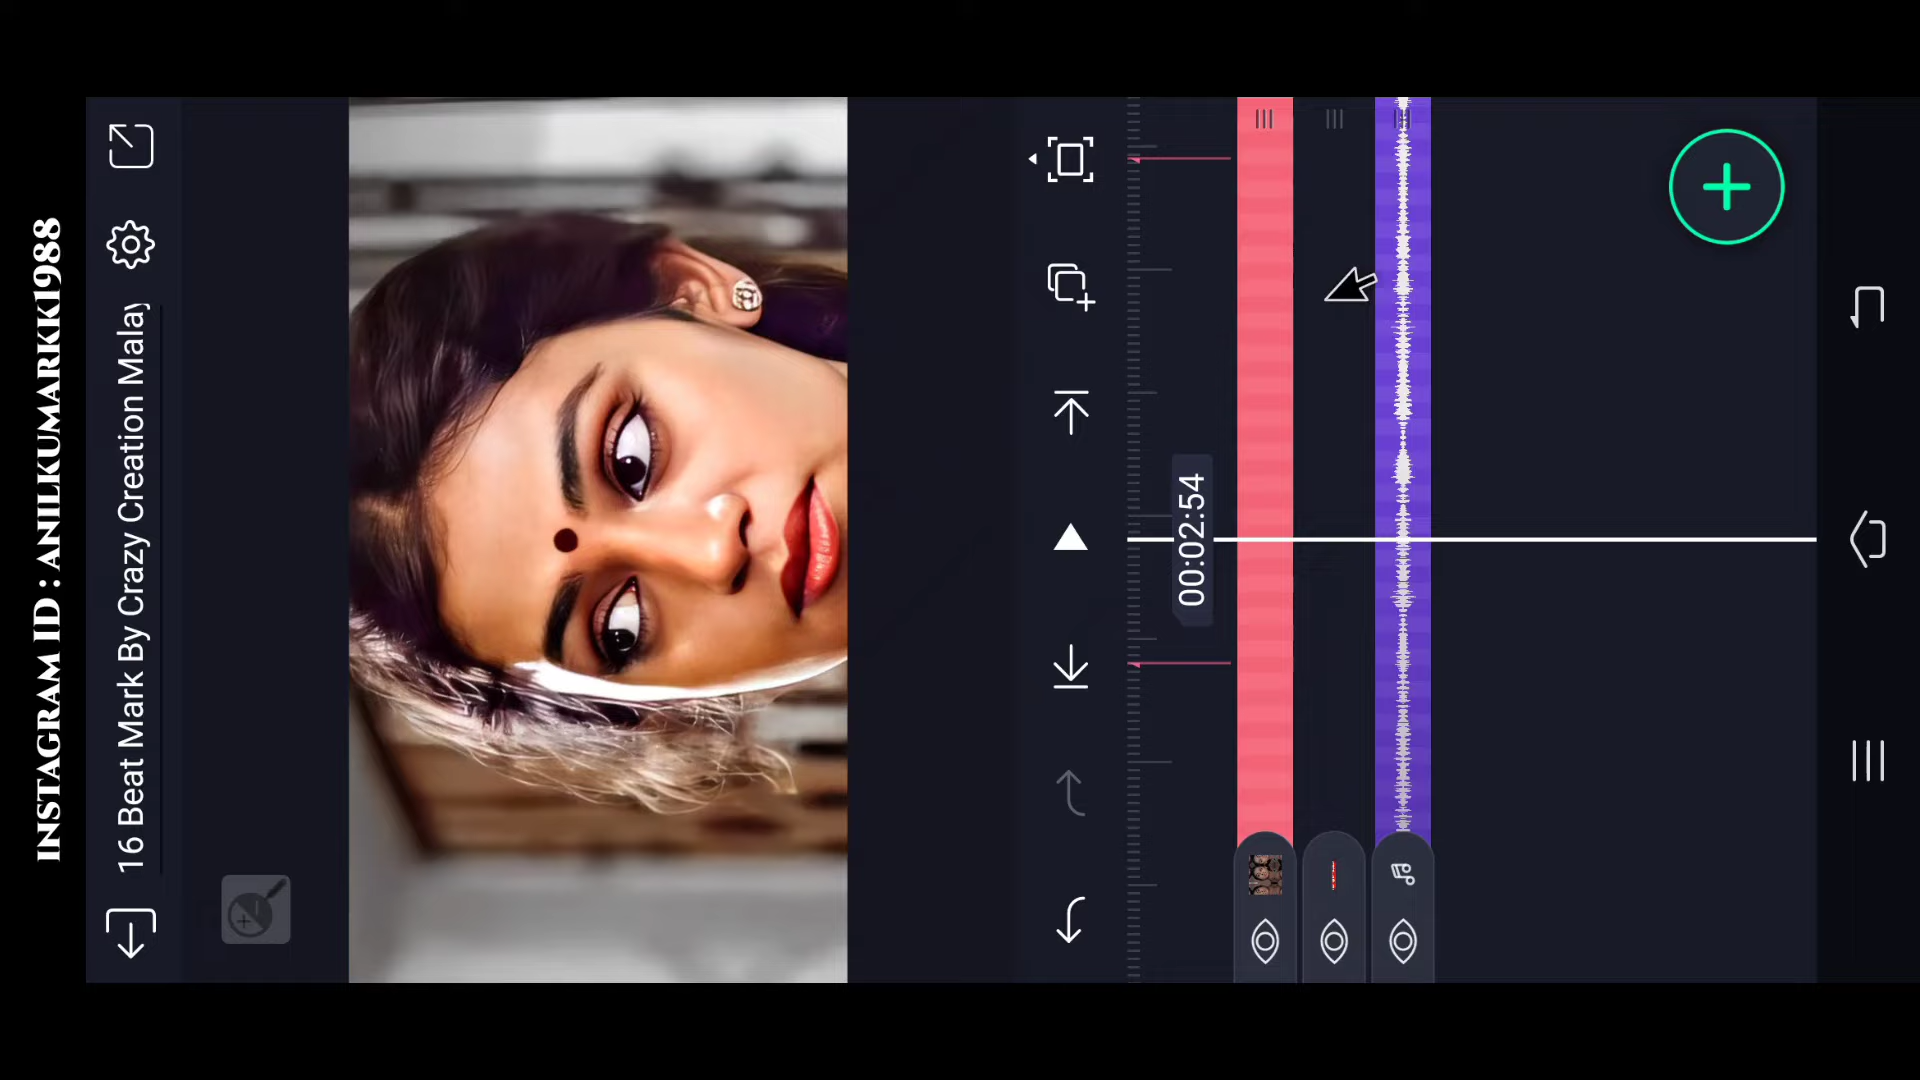 INSTAGRAM ID : ANILKUMARKK1988
16 Beat Mark By Crazy Creation Malay
00:02:54